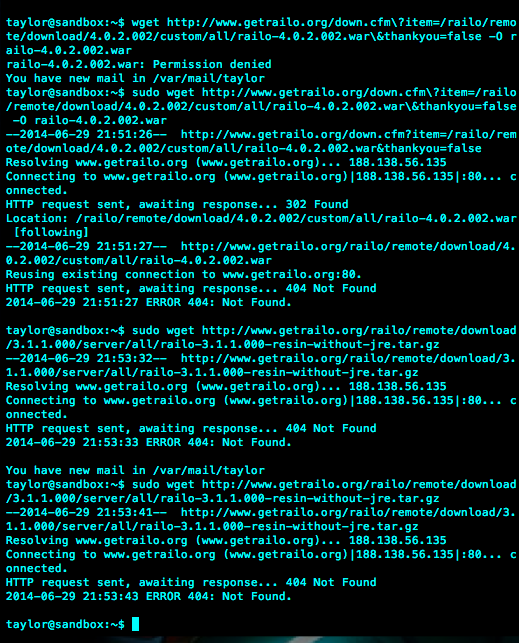 taylor@sandbox:~$ wget http://www.getrailo.org/down.cfm\?item=/railo/remo
te/download/4.0.2.002/custom/all/railo-4.0.2.002.war\&thankyou=false -O r
ailo-4.0.2.002.war
railo-4.0.2.002.war: Permission denied
You have new mail in /var/mail/taylor
taylor@sandbox:~$ sudo wget http://www.getrailo.org/down.cfm\?item=/railo
/remote/download/4.0.2.002/custom/all/railo-4.0.2.002.war\&thankyou=false
 -O railo-4.0.2.002.war
--2014-06-29 21:51:26--  http://www.getrailo.org/down.cfm?item=/railo/rem
ote/download/4.0.2.002/custom/all/railo-4.0.2.002.war&thankyou=false
Resolving www.getrailo.org (www.getrailo.org)... 188.138.56.135
Connecting to www.getrailo.org (www.getrailo.org)|188.138.56.135|:80... c
onnected.
HTTP request sent, awaiting response... 302 Found
Location: /railo/remote/download/4.0.2.002/custom/all/railo-4.0.2.002.war
 [following]
--2014-06-29 21:51:27--  http://www.getrailo.org/railo/remote/download/4.
0.2.002/custom/all/railo-4.0.2.002.war
Reusing existing connection to www.getrailo.org:80.
HTTP request sent, awaiting response... 404 Not Found
2014-06-29 21:51:27 ERROR 404: Not Found.
taylor@sandbox:~$ sudo wget http://www.getrailo.org/railo/remote/download
/3.1.1.000/server/all/railo-3.1.1.000-resin-without-jre.tar.gz
--2014-06-29 21:53:32--  http://www.getrailo.org/railo/remote/download/3.
1.1.000/server/all/railo-3.1.1.000-resin-without-jre.tar.gz
Resolving www.getrailo.org (www.getrailo.org)... 188.138.56.135
Connecting to www.getrailo.org (www.getrailo.org)|188.138.56.135|:80... c
onnected.
HTTP request sent, awaiting response... 404 Not Found
2014-06-29 21:53:33 ERROR 404: Not Found.
You have new mail in /var/mail/taylor
taylor@sandbox:~$ sudo wget http://www.getrailo.org/railo/remote/download
/3.1.1.000/server/all/railo-3.1.1.000-resin-without-jre.tar.gz
--2014-06-29 21:53:41--  http://www.getrailo.org/railo/remote/download/3.
1.1.000/server/all/railo-3.1.1.000-resin-without-jre.tar.gz
Resolving www.getrailo.org (www.getrailo.org)... 188.138.56.135
Connecting to www.getrailo.org (www.getrailo.org)|188.138.56.135|:80... c
onnected.
HTTP request sent, awaiting response... 404 Not Found
2014-06-29 21:53:43 ERROR 404: Not Found.
taylor@sandbox:~$